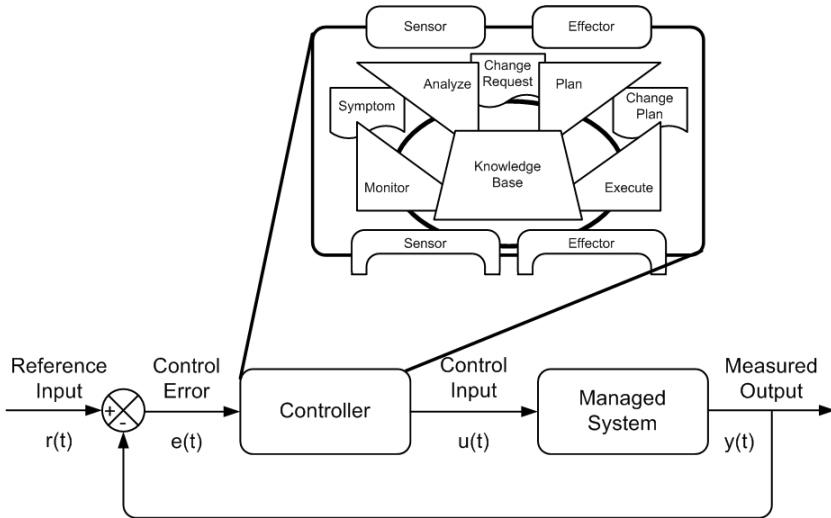 Sensor
Effector
Change
Request
Analyze
Plan
Symptom
Change
Plan
Knowledge
Base
Monitor
Execute
Sensor
Effector
Reference
Input
Control
Error
Controller
Control
Input
Managed
System
Measured
Output
+
-
r(t)
e(t)
u(t)
y(t)